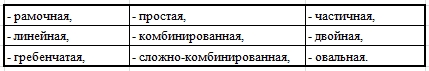 - рамочная, - простая, - частичная,
- линейная, - комбинированная, - двойная,
- гребенчатая, - сложно-комбинированная, - овальная.